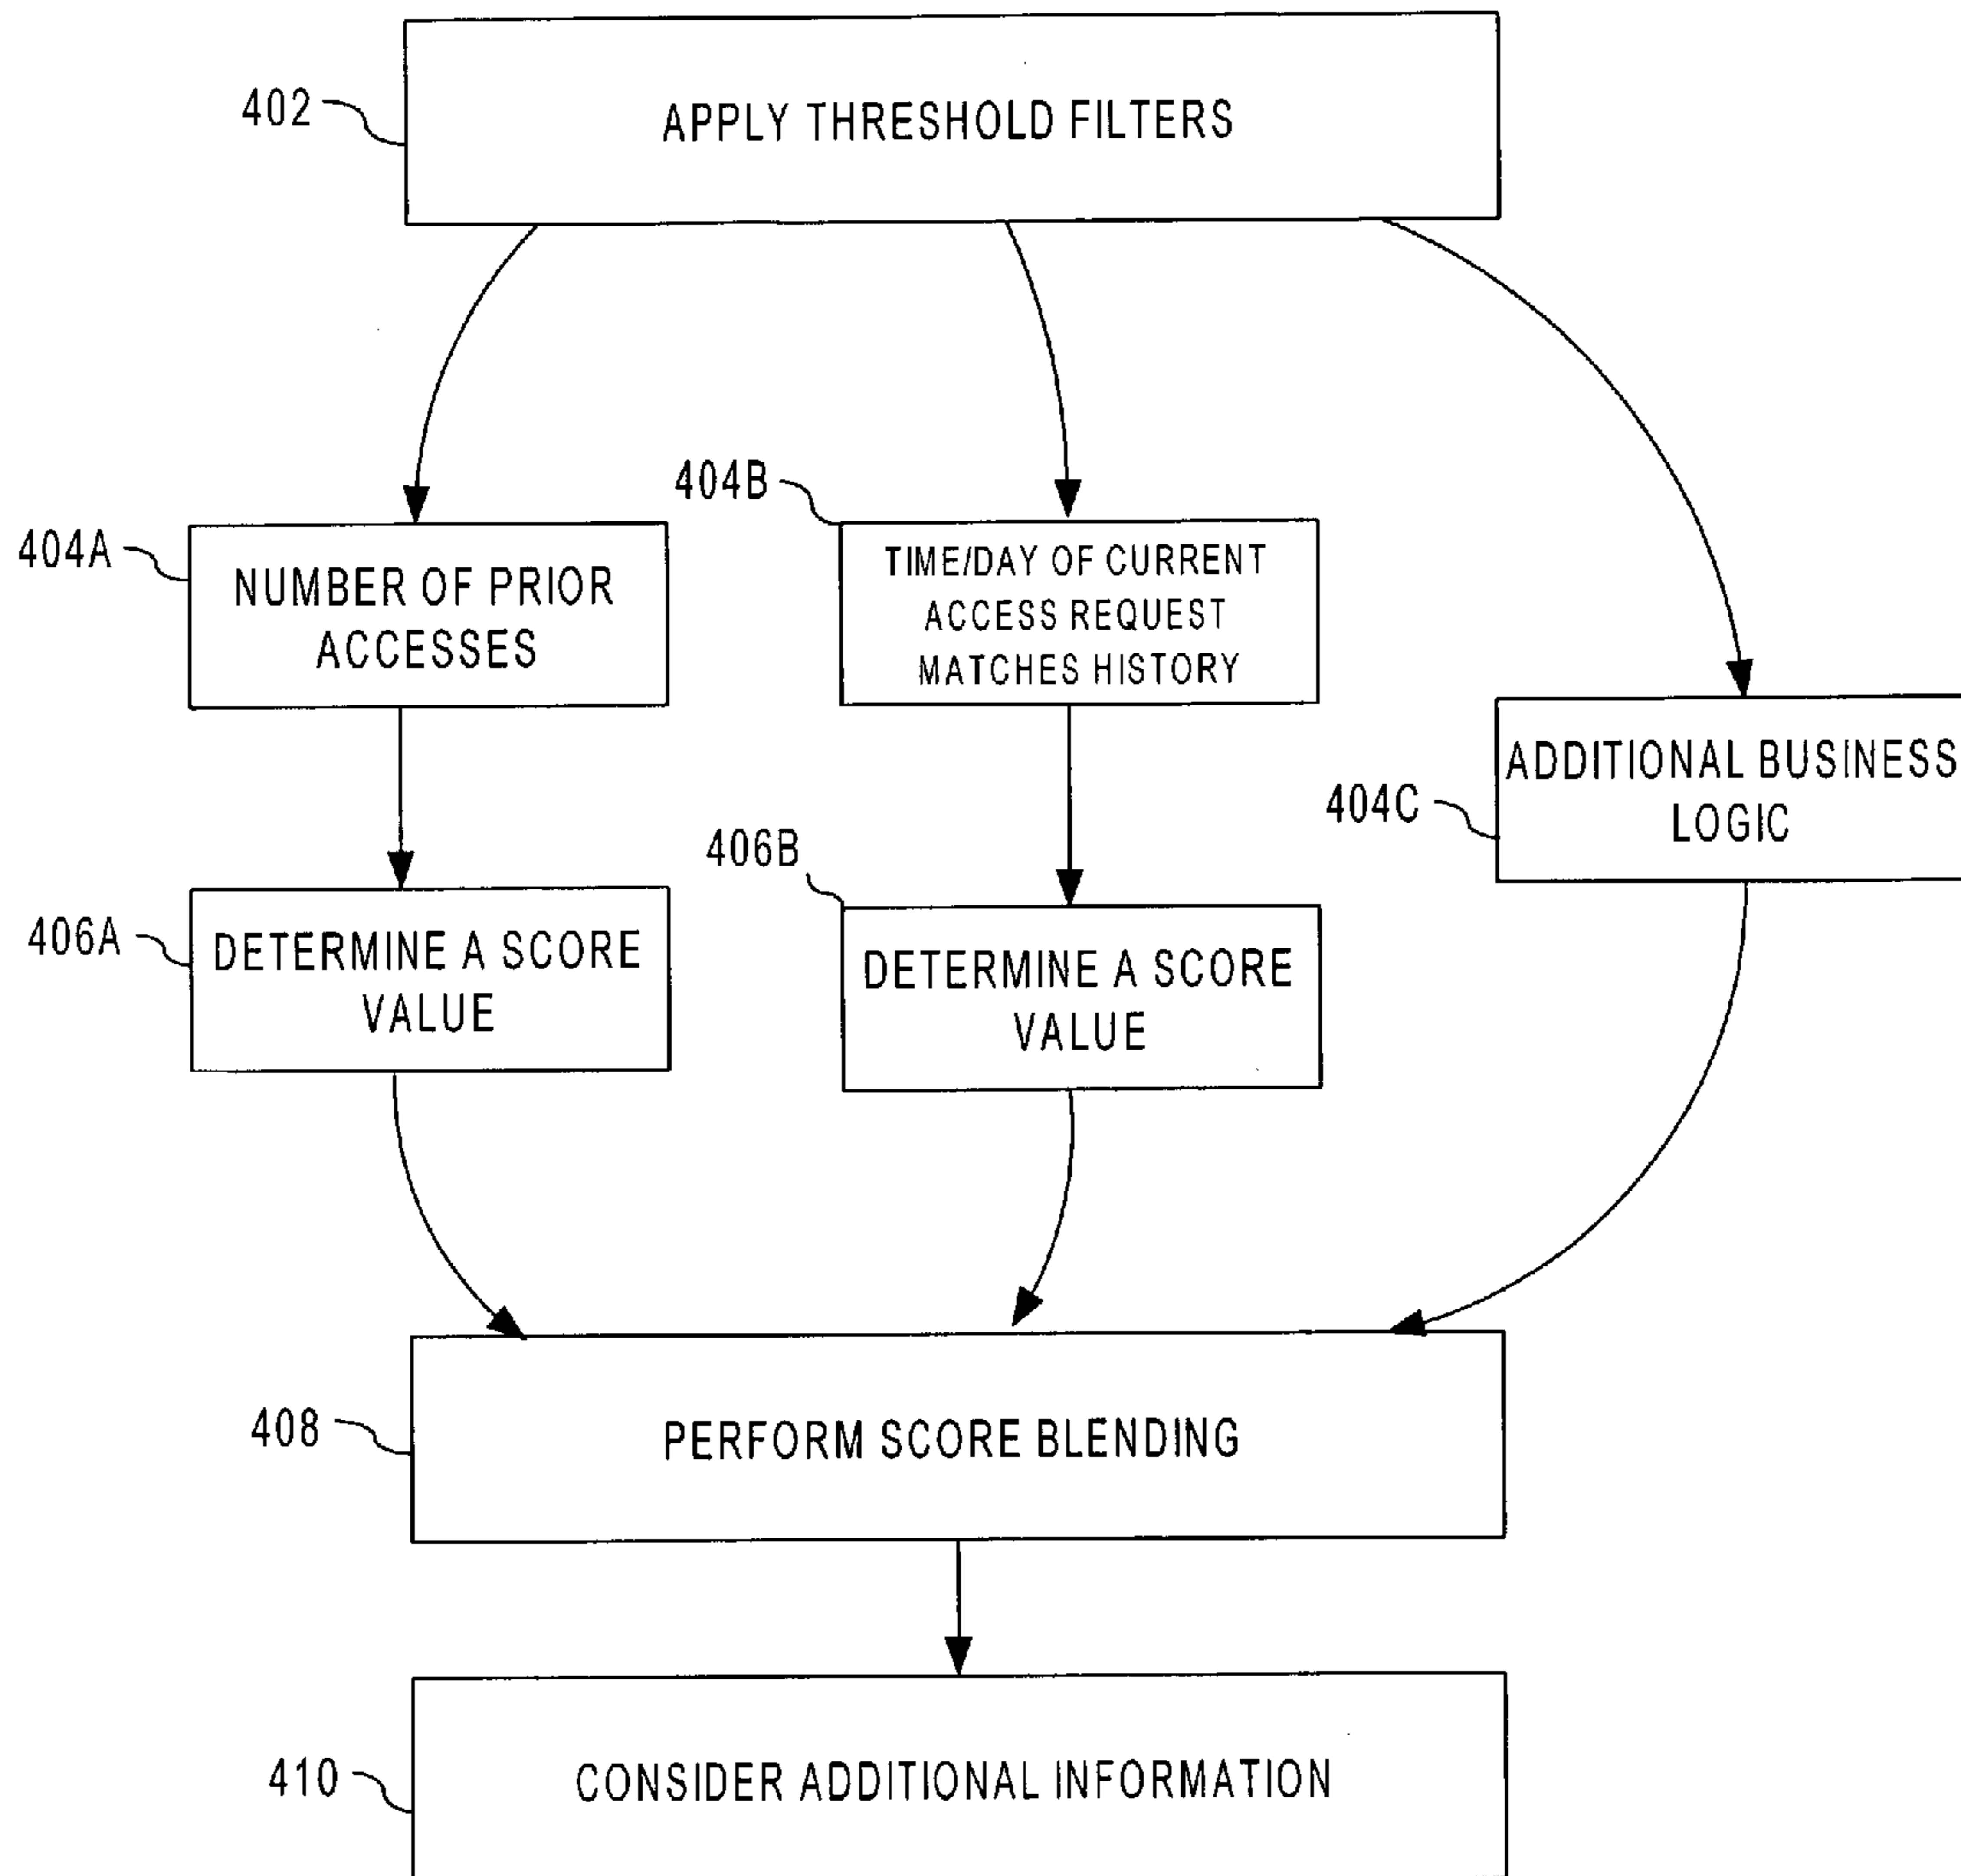 402
APPLY THRESHOLD FILTERS
404A
NUMBER OF PRIOR
ACCESSES
404B
TIME/DAY OF CURRENT
ACCESS REQUEST
MATCHES HISTORY
404C
ADDITIONAL BUSINESS
LOGIC
406A
DETERMINE A SCORE
VALUE
406B
DETERMINE A SCORE
VALUE
408
PERFORM SCORE BLENDING
410
CONSIDER ADDITIONAL INFORMATION